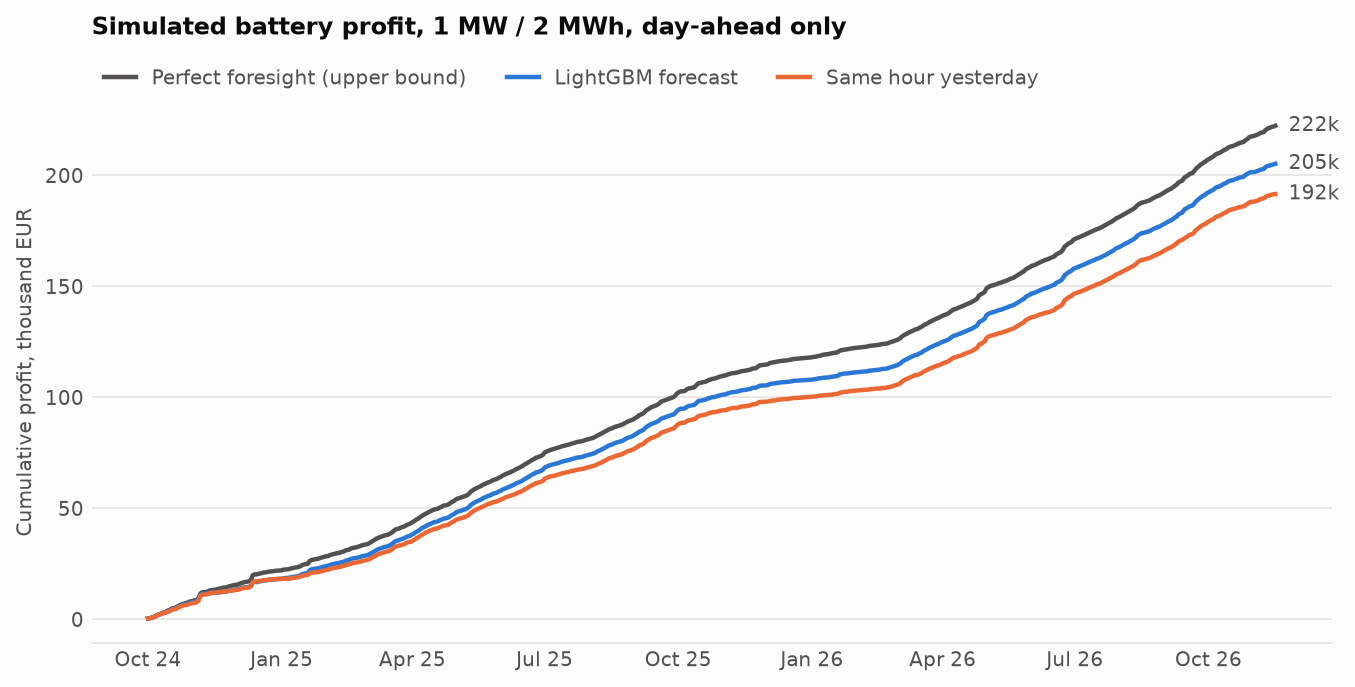 Simulated battery profit, 1 MW / 2 MWh, day-ahead only
Perfect foresight (upper bound) LightGBM forecast Same hour yesterday
Cumulative profit, thousand EUR
222k
205k
192k
200
150
100
50
0
Oct 24 Jan 25 Apr 25 Jul 25 Oct 25 Jan 26 Apr 26 Jul 26 Oct 26